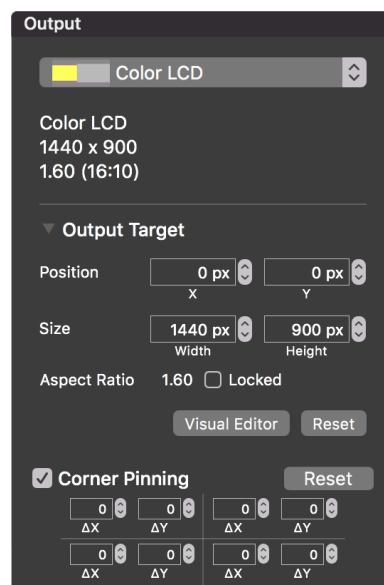 Output
Color LCD
Color LCD
1440 x 900
1.60 (16:10)
Output Target
Position 0 px 0 px
X Y
Size 1440 px 900 px
Width Height
Aspect Ratio 1.60 Locked
Visual Editor Reset
Corner Pinning Reset
0 0 0 0
ΔX ΔY ΔX ΔY
0 0 0 0
ΔX ΔY ΔX ΔY